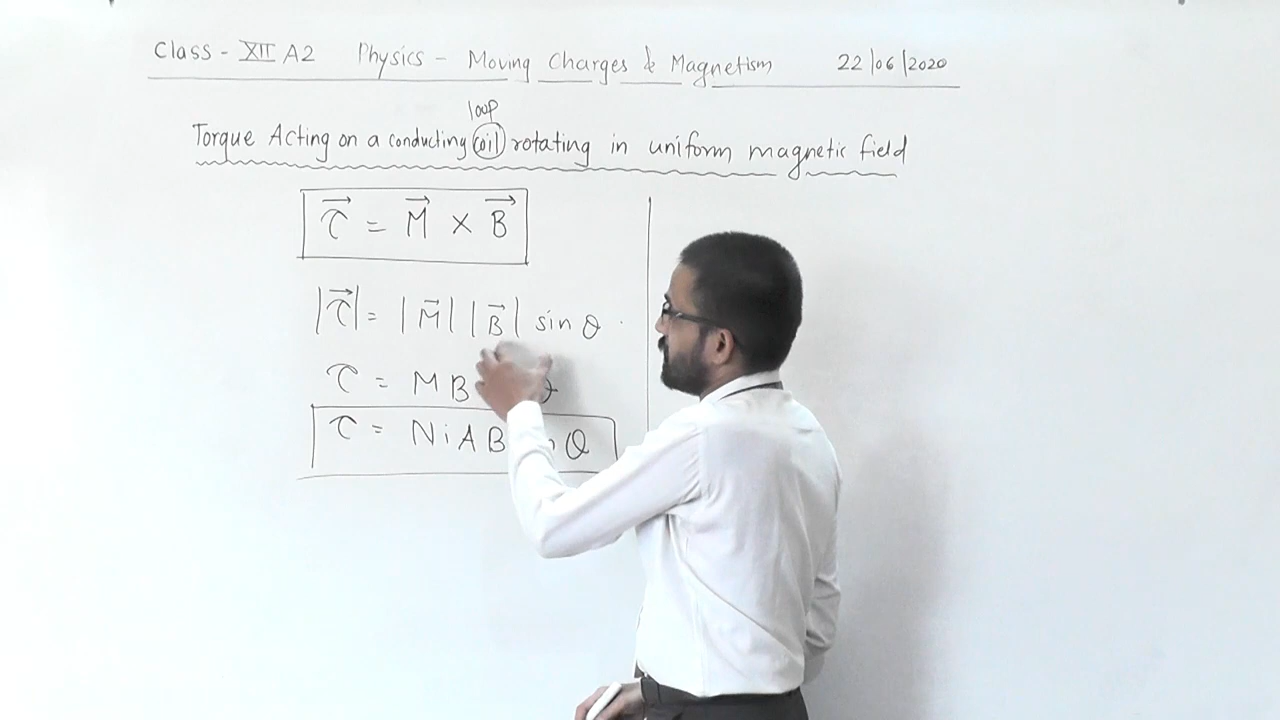 Class - XII A2 Physics - Moving Charges & Magnetism 22/06/2020
loop
Torque Acting on a conducting coil rotating in uniform magnetic field
τ⃗ = M⃗ × B⃗
|τ⃗| = |M⃗| |B⃗| sin θ
τ = M B
τ = N i A B θ